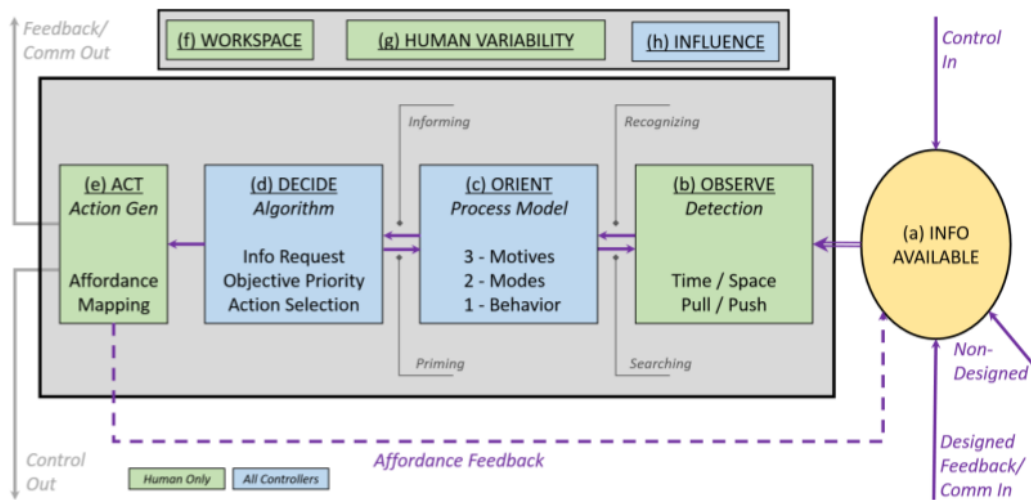 Feedback/
Comm Out
(f) WORKSPACE
(g) HUMAN VARIABILITY
(h) INFLUENCE
Control
In
Informing
Recognizing
(e) ACT
Action Gen
Affordance
Mapping
(d) DECIDE
Algorithm
Info Request
Objective Priority
Action Selection
(c) ORIENT
Process Model
3 - Motives
2 - Modes
1 - Behavior
(b) OBSERVE
Detection
Time / Space
Pull / Push
(a) INFO
AVAILABLE
Priming
Searching
Non-
Designed
Control
Out
Human Only
All Controllers
Affordance Feedback
Designed
Feedback/
Comm In